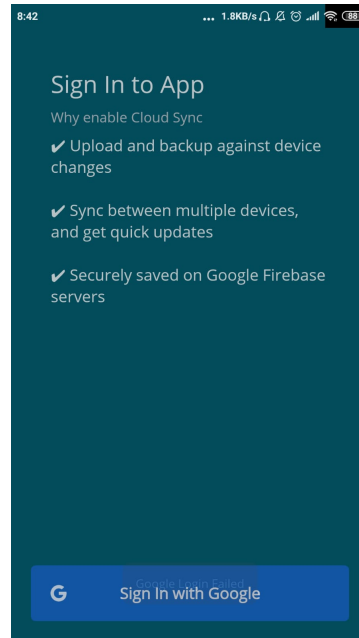 8:42
... 1.8KB/s 88
Sign In to App
Why enable Cloud Sync
✔ Upload and backup against device
changes
✔ Sync between multiple devices,
and get quick updates
✔ Securely saved on Google Firebase
servers
Google Login Failed
G Sign In with Google